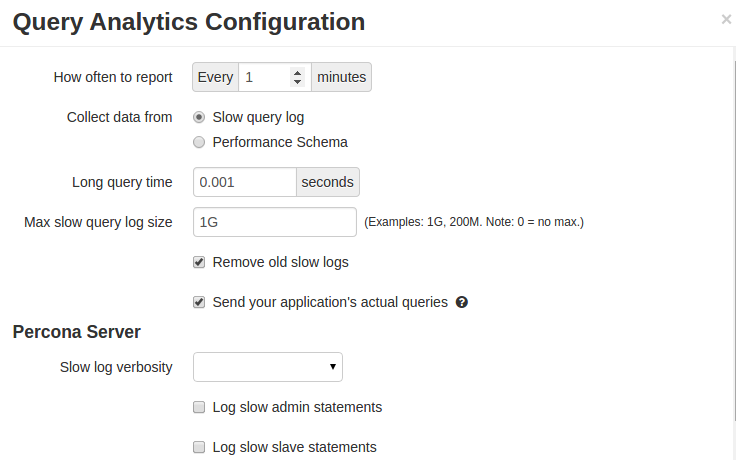 Query Analytics Configuration ×
How often to report Every 1 minutes
Collect data from Slow query log
Performance Schema
Long query time 0.001 seconds
Max slow query log size 1G (Examples: 1G, 200M. Note: 0 = no max.)
Remove old slow logs
Send your application's actual queries ?
Percona Server
Slow log verbosity
Log slow admin statements
Log slow slave statements